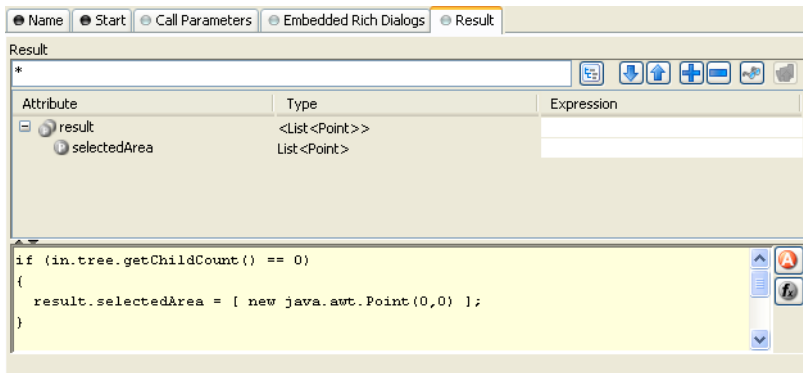 Name Start Call Parameters Embedded Rich Dialogs Result
Result
*
Attribute Type Expression
result <List<Point>>
selectedArea List<Point>
if (in.tree.getChildCount() == 0)
{
result.selectedArea = [ new java.awt.Point(0,0) ];
}